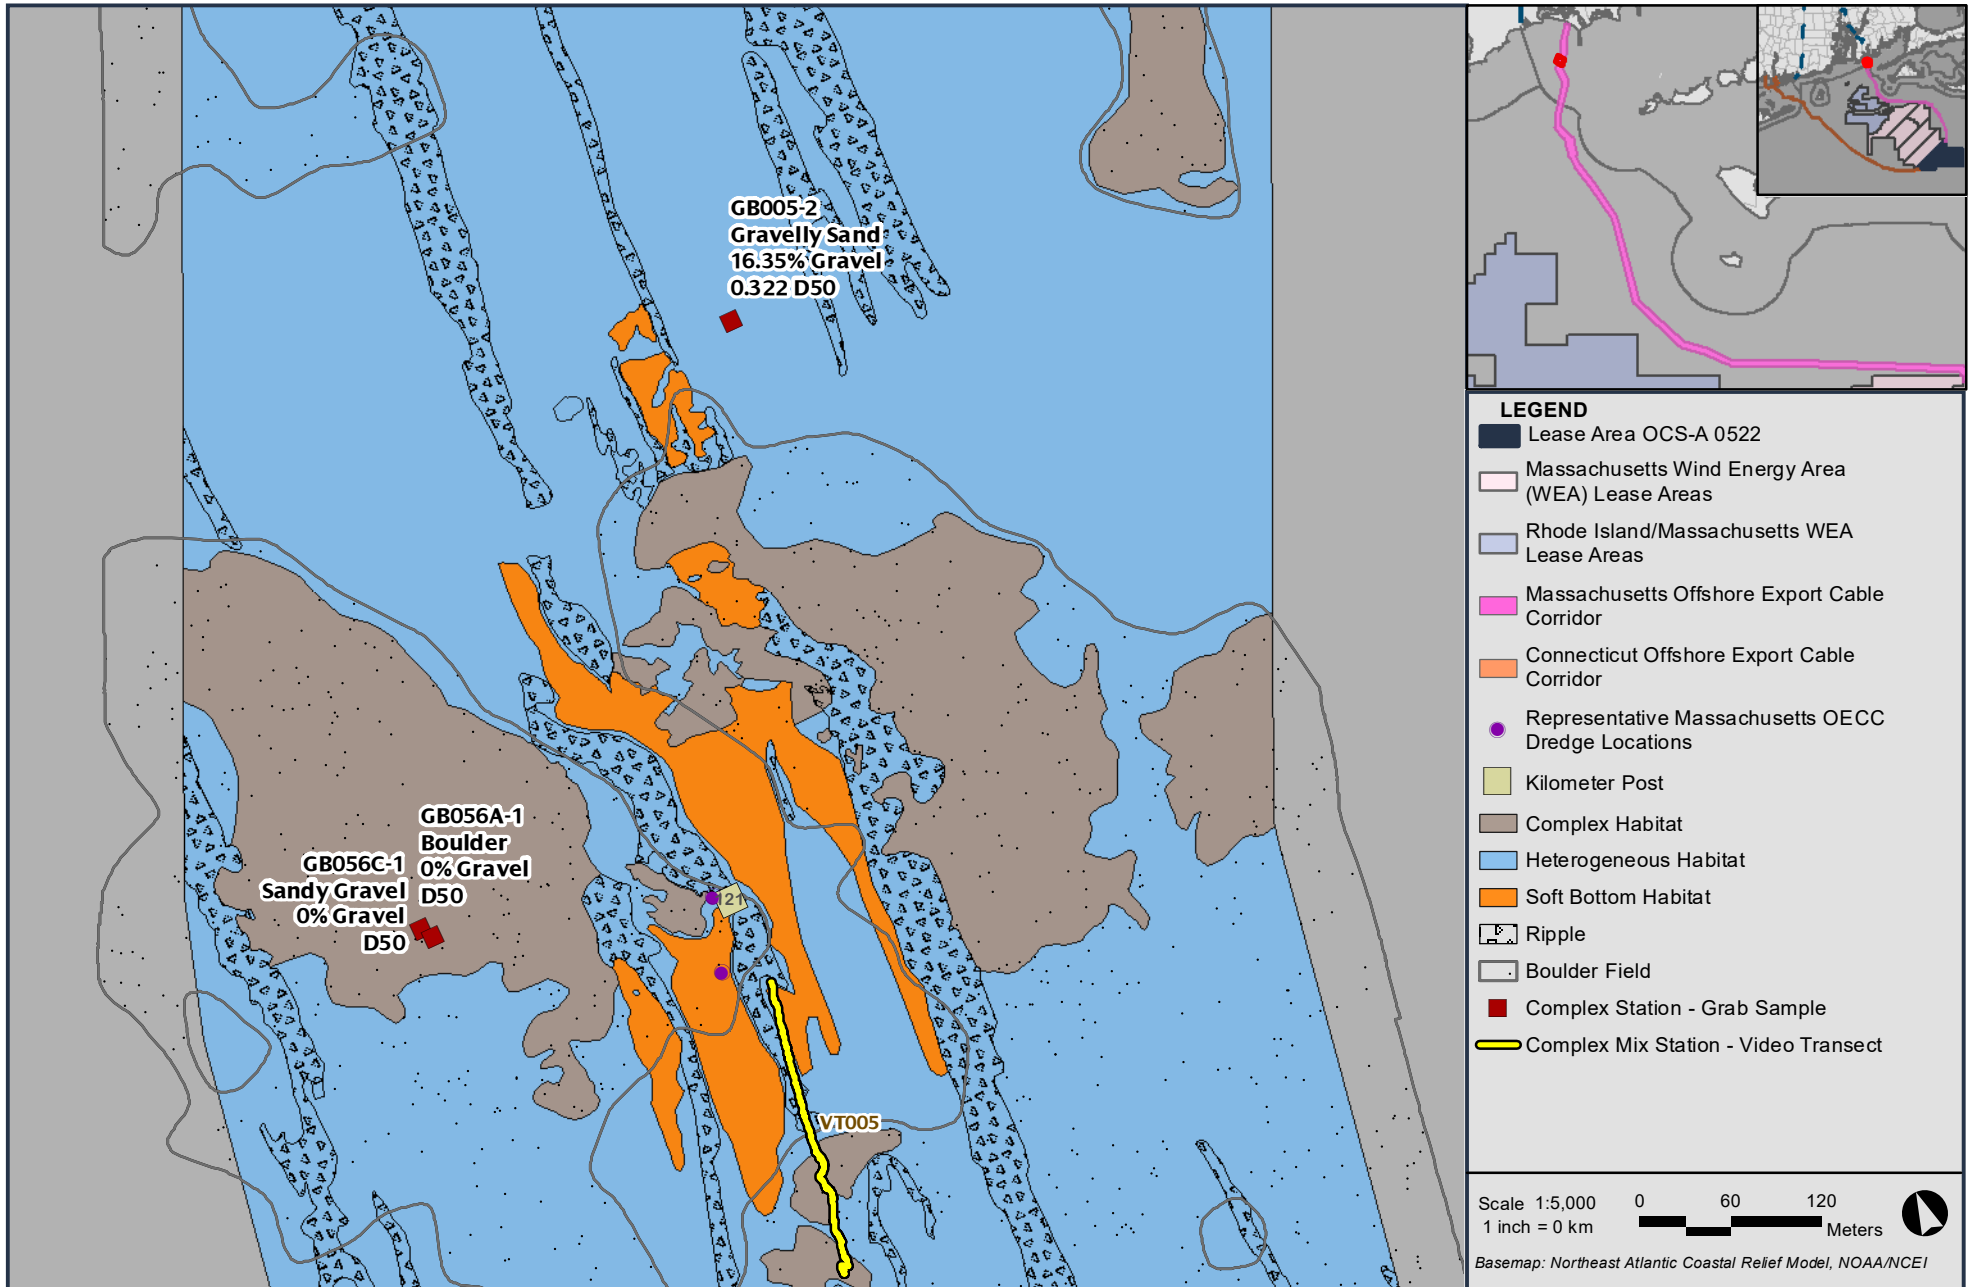 GB005-2
Gravelly Sand
16.35% Gravel
0.322 D50
GB056A-1
Boulder
0% Gravel
D50
GB056C-1
Sandy Gravel
0% Gravel
D50
121
VT005
LEGEND
Lease Area OCS-A 0522
Massachusetts Wind Energy Area
(WEA) Lease Areas
Rhode Island/Massachusetts WEA
Lease Areas
Massachusetts Offshore Export Cable
Corridor
Connecticut Offshore Export Cable
Corridor
Representative Massachusetts OECC
Dredge Locations
Kilometer Post
Complex Habitat
Heterogeneous Habitat
Soft Bottom Habitat
Ripple
Boulder Field
Complex Station - Grab Sample
Complex Mix Station - Video Transect
Scale 1:5,000
1 inch = 0 km
0 60 120
Meters
Basemap: Northeast Atlantic Coastal Relief Model, NOAA/NCEI